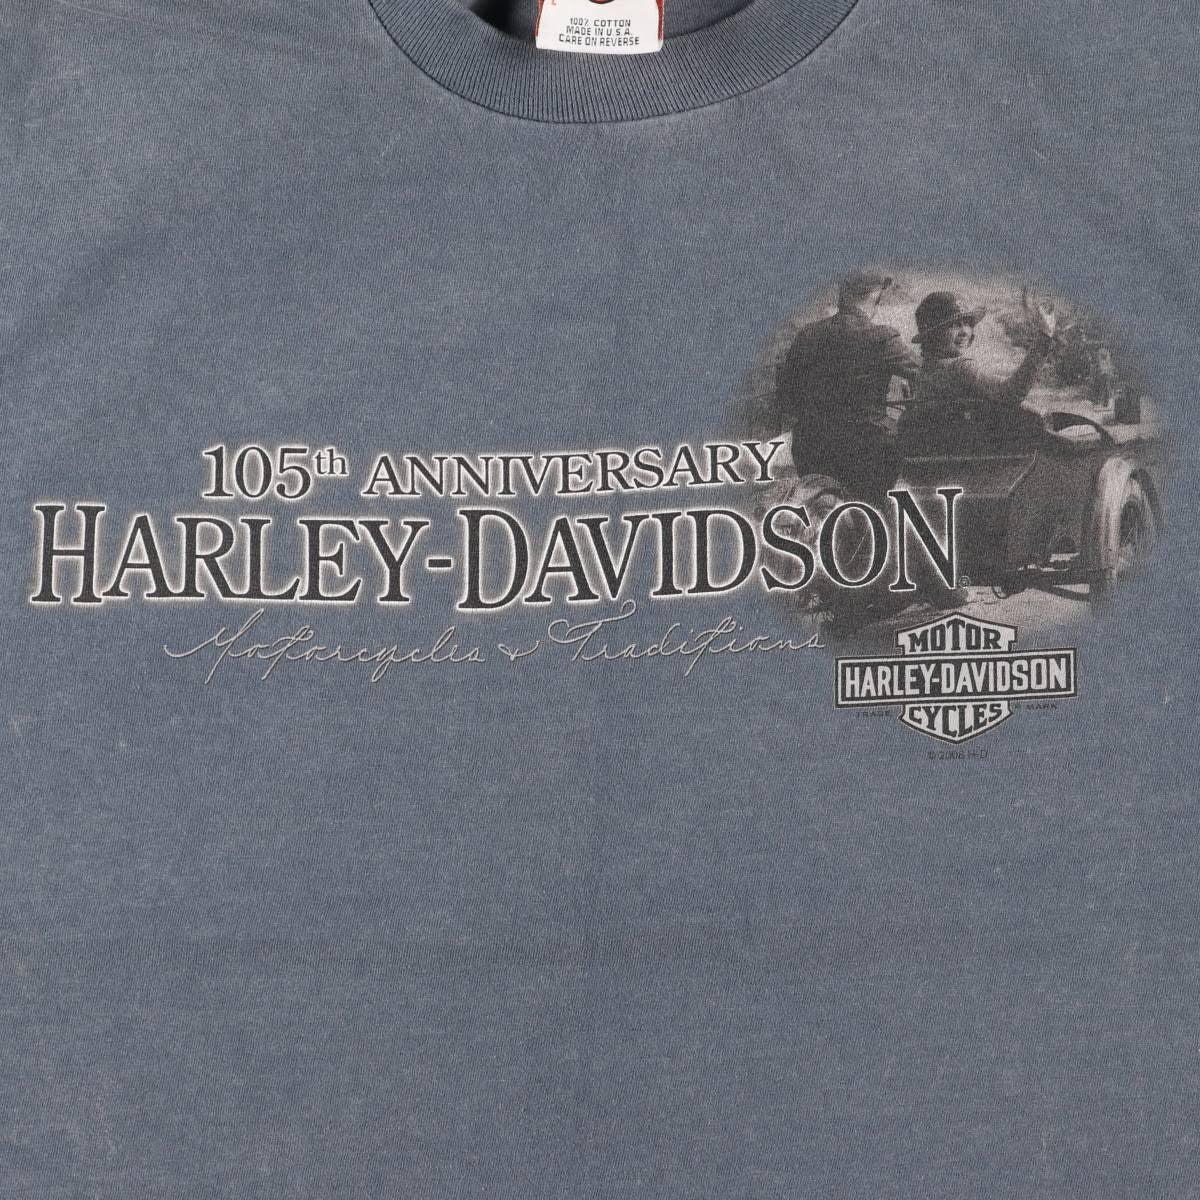 L
100% COTTON
MADE IN U.S.A.
CARE ON REVERSE
105th ANNIVERSARY
HARLEY-DAVIDSON®
Motorcycles & Traditions
MOTOR
HARLEY-DAVIDSON
TRADE MARK
CYCLES
© 2006 H-D